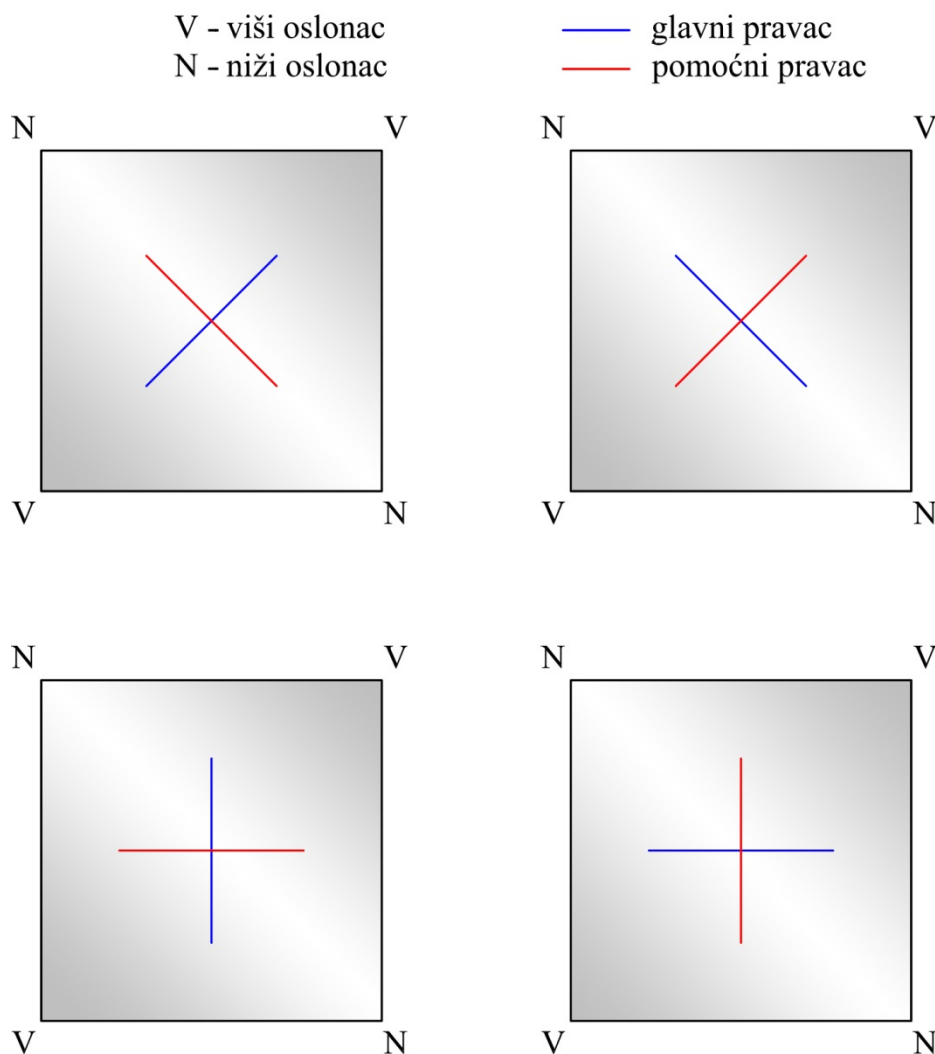 V - viši oslonac
N - niži oslonac
glavni pravac
pomoćni pravac
N V
N V
V N
V N
N V
N V
V N
V N